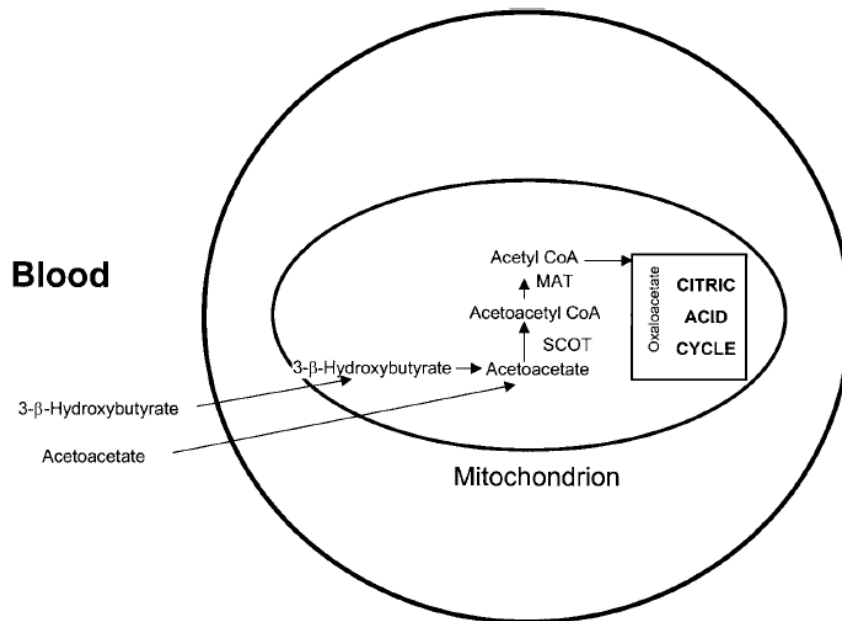 Blood
Acetyl CoA
MAT
Acetoacetyl CoA
SCOT
3-β-Hydroxybutyrate
Acetoacetate
Oxaloacetate
CITRIC
ACID
CYCLE
3-β-Hydroxybutyrate
Acetoacetate
Mitochondrion